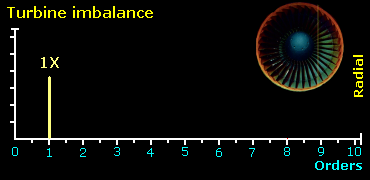 Turbine imbalance
1X
Radial
0 1 2 3 4 5 6 7 8 9 10
Orders